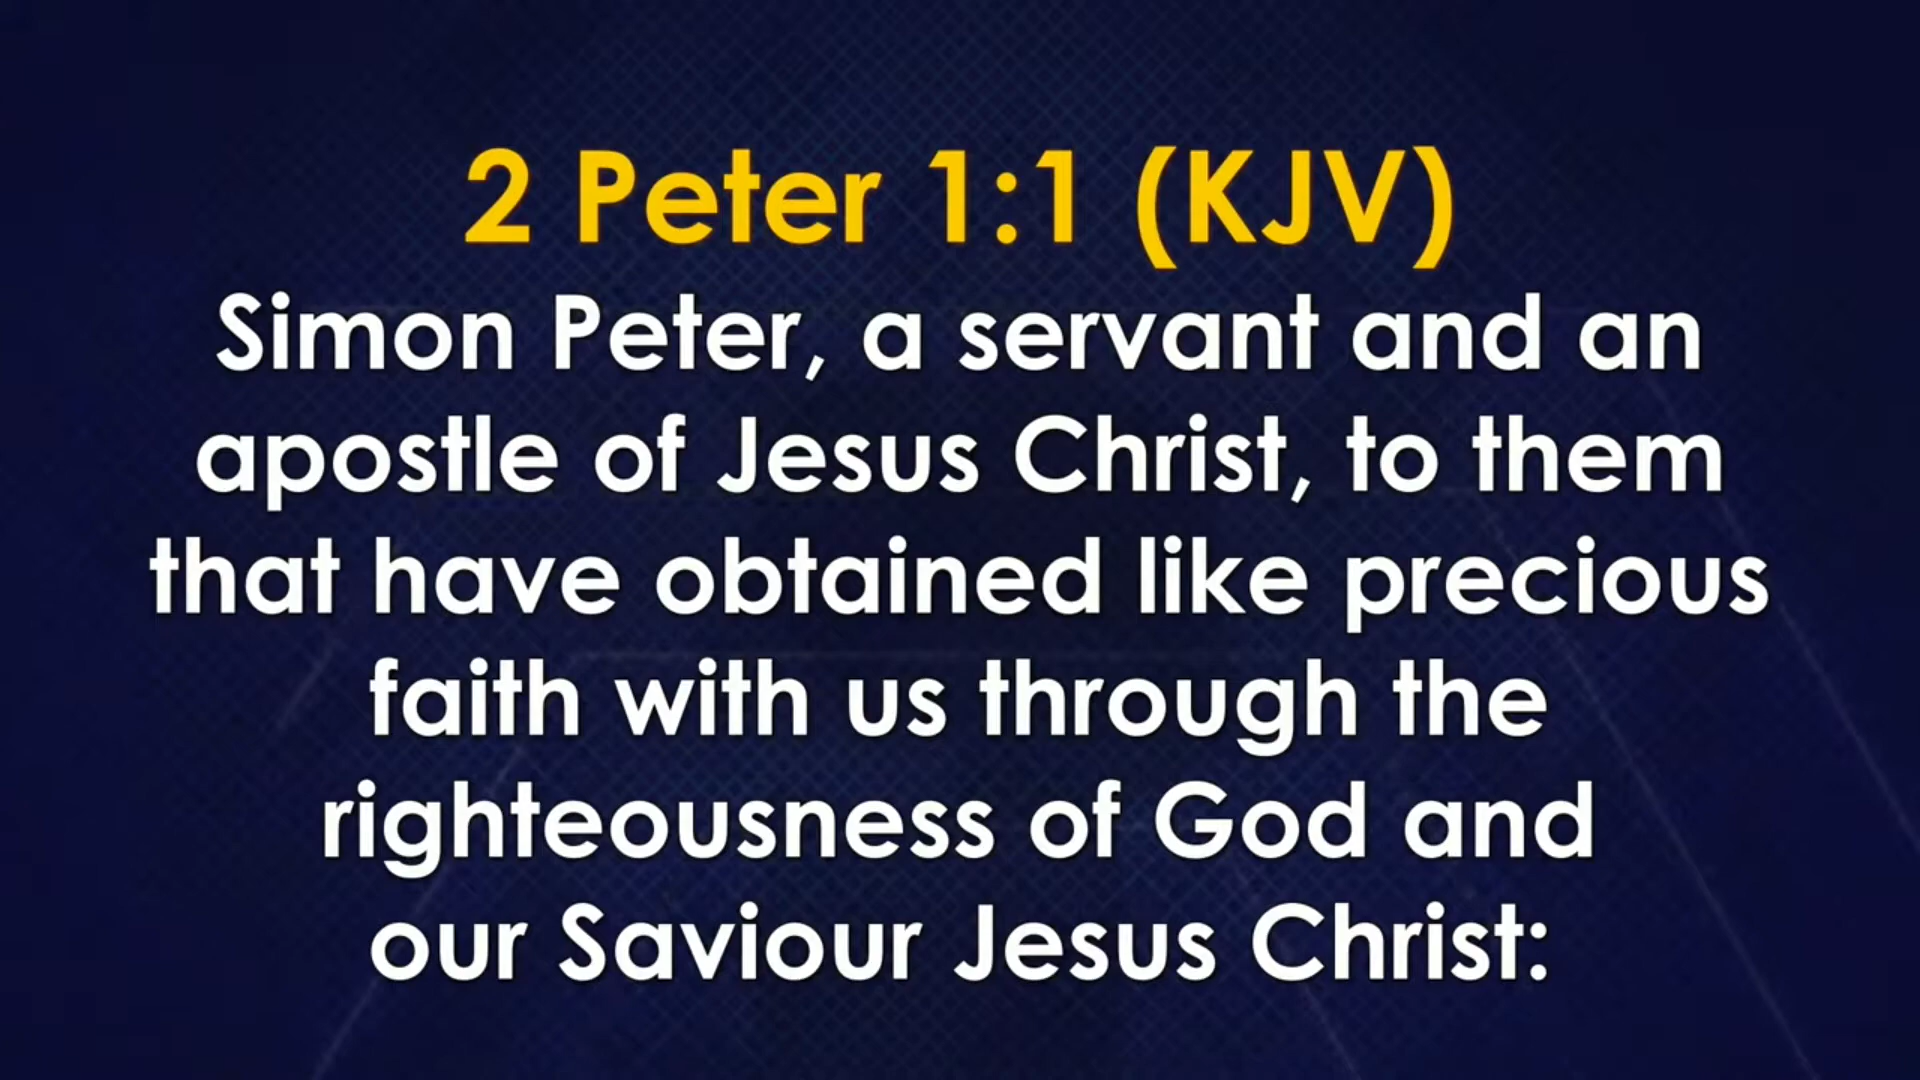 2 Peter 1:1 (KJV)
Simon Peter, a servant and an
apostle of Jesus Christ, to them
that have obtained like precious
faith with us through the
righteousness of God and
our Saviour Jesus Christ: